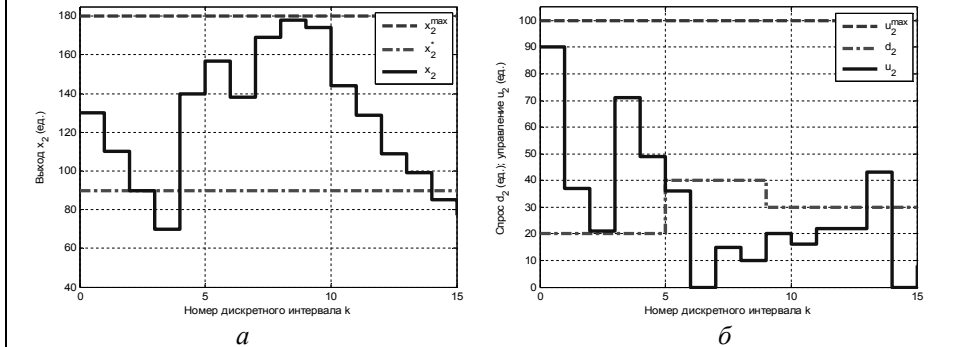 Выход x₂ (ед.)
180
160
140
120
100
80
60
40
0
5
10
15
x₂ᵐᵃˣ
x₂*
x₂
Номер дискретного интервала k
а
Спрос d₂ (ед.); управление u₂ (ед.)
100
90
80
70
60
50
40
30
20
10
0
0
5
10
15
u₂ᵐᵃˣ
d₂
u₂
Номер дискретного интервала k
б